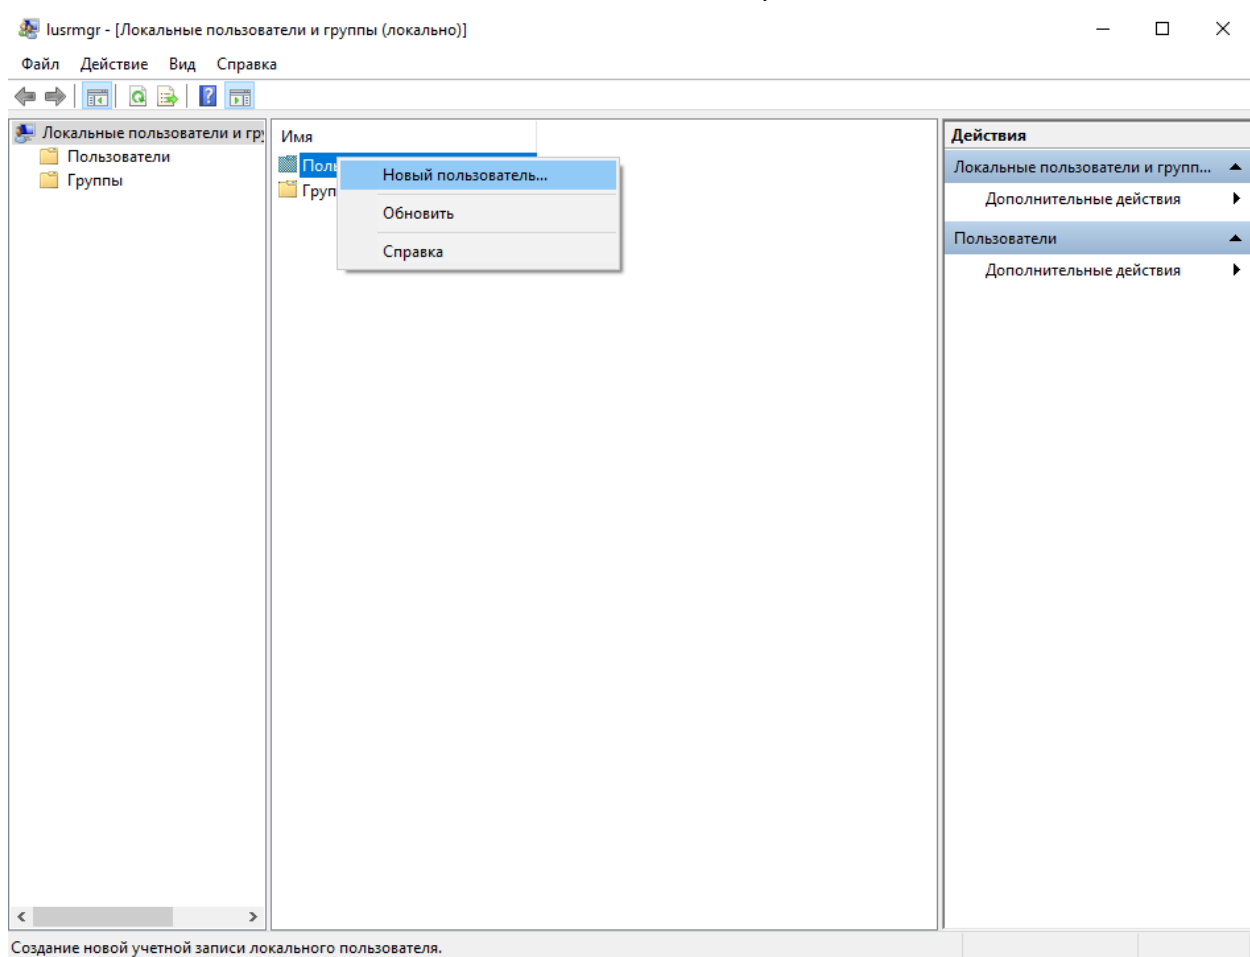 lusrmgr - [Локальные пользователи и группы (локально)]
Файл Действие Вид Справка
Локальные пользователи и гр
Пользователи
Группы
Имя
Поль
Груп
Новый пользователь...
Обновить
Справка
Действия
Локальные пользователи и групп...
Дополнительные действия
Пользователи
Дополнительные действия
Создание новой учетной записи локального пользователя.